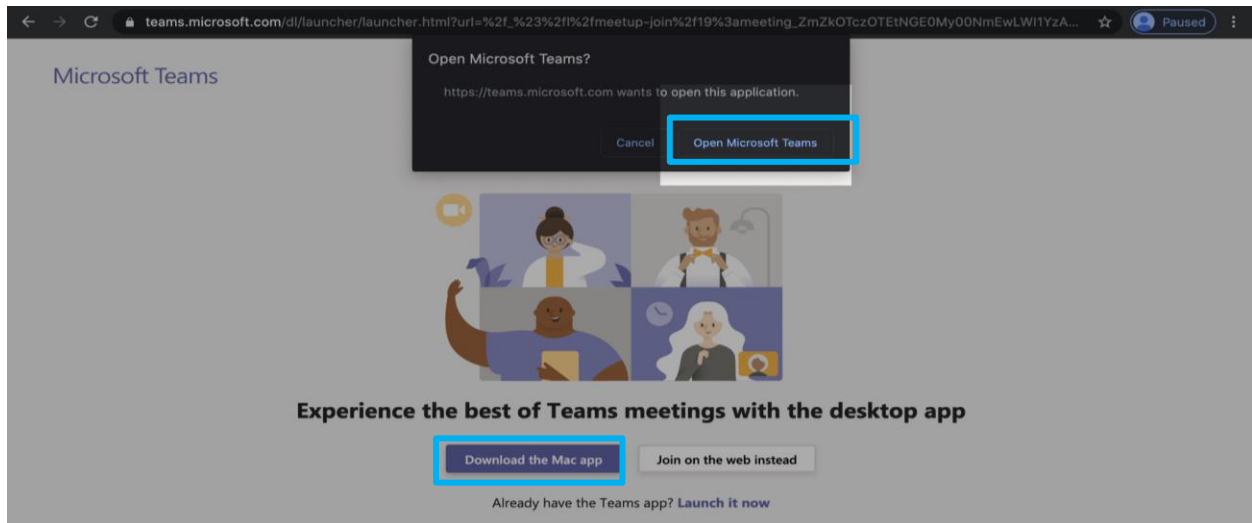 teams.microsoft.com/dl/launcher/launcher.html?url=%2f_%23%2fl%2fmeetup-join%2f19%3ameeting_ZmZkOTczOTEtNGE0My00NmEwLWI1YzA...
Paused
Open Microsoft Teams?
Microsoft Teams
https://teams.microsoft.com wants to open this application.
Cancel Open Microsoft Teams
Experience the best of Teams meetings with the desktop app
Download the Mac app Join on the web instead
Already have the Teams app? Launch it now